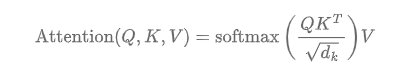 Attention(Q, K, V) = softmax(QK^T / √d_k)V